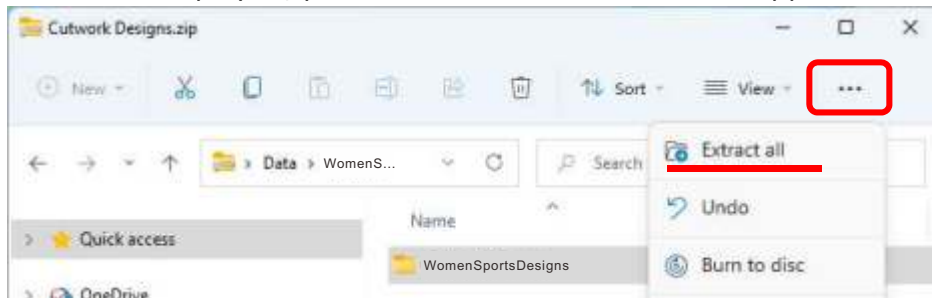 Cutwork Designs.zip
New
Sort
View
...
> Data > WomenS...
Search
Extract all
Name
Undo
> Quick access
WomenSportsDesigns
Burn to disc
> OneDrive